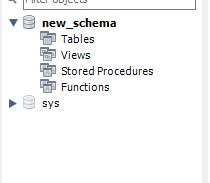 Filter objects
new_schema
Tables
Views
Stored Procedures
Functions
sys